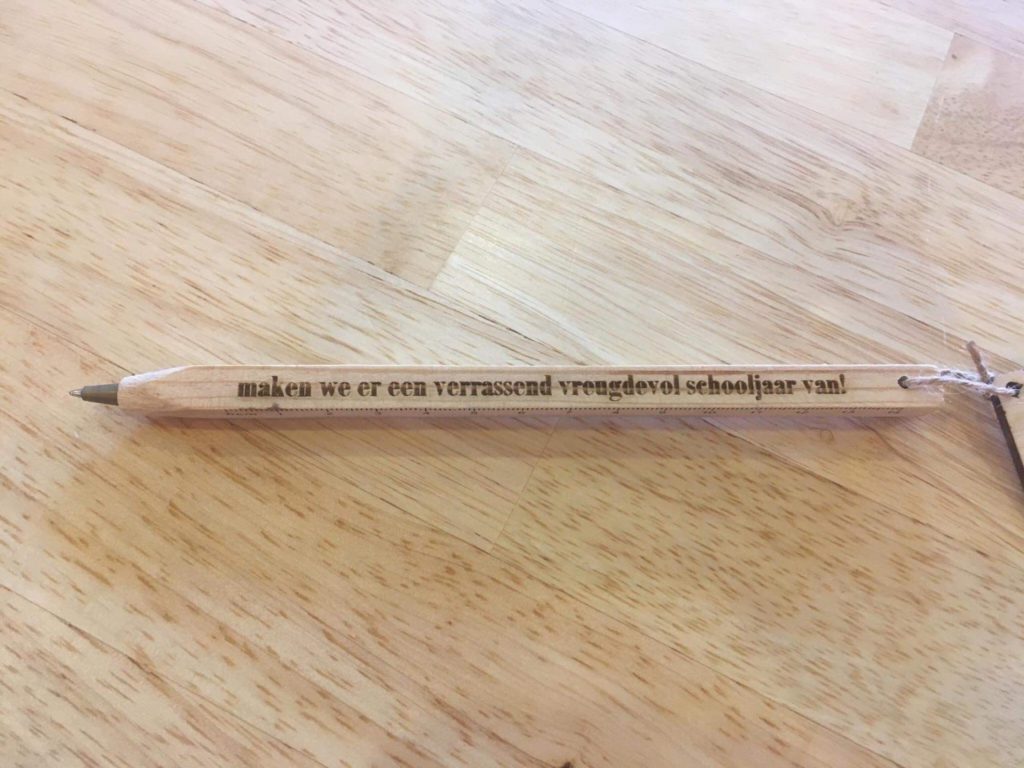 maken we er een verrassend vreugdevol schooljaar van!